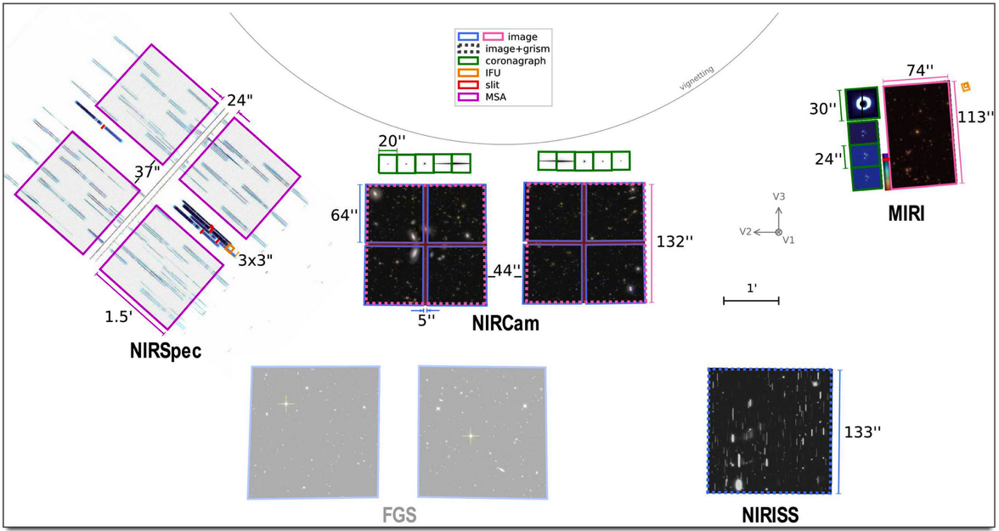 image
image+grism
coronagraph
IFU
slit
MSA
vignetting
24''
37"
3x3"
1.5'
NIRSpec
20''
64''
44''
132''
5''
NIRCam
74''
30''
113''
24''
MIRI
V3
V2
V1
1'
FGS
133''
NIRISS